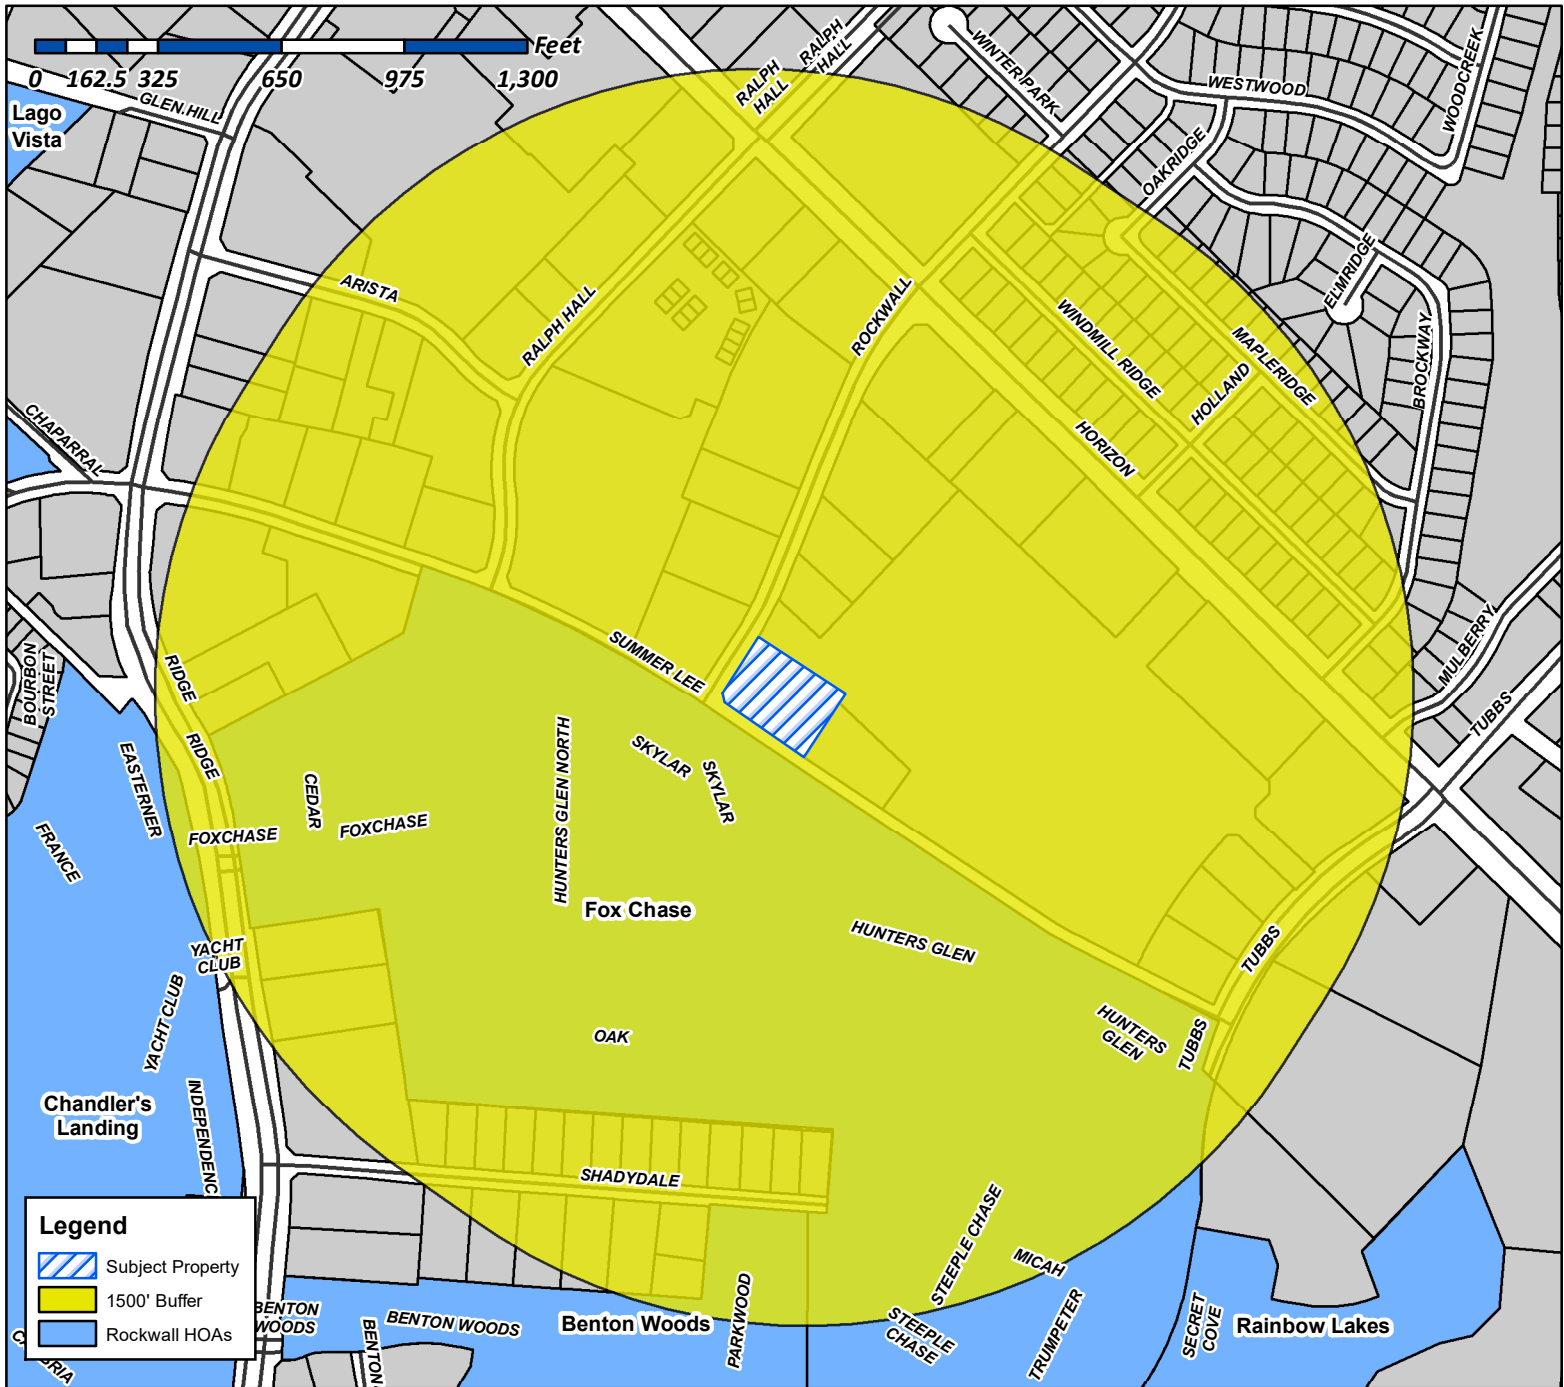 Feet
0 162.5 325 650 975 1,300
RALPH
HALL
RALPH
HALL
WINTER PARK
WESTWOOD
WOODCREEK
GLEN HILL
Lago
Vista
OAKRIDGE
ELMRIDGE
ARISTA
RALPH HALL
ROCKWALL
WINDMILL RIDGE
MAPLERIDGE
HOLLAND
BROCKWAY
CHAPARRAL
HORIZON
MULBERRY
TUBBS
BOURBON
STREET
RIDGE
SUMMER LEE
RIDGE
EASTERNER
CEDAR
FOXCHASE
FOXCHASE
HUNTERS GLEN NORTH
SKYLAR
SKYLAR
FRANCE
Fox Chase
HUNTERS GLEN
TUBBS
YACHT
CLUB
YACHT CLUB
OAK
HUNTERS
GLEN
TUBBS
Chandler's
Landing
INDEPENDENC
SHADYDALE
STEEPLE CHASE
MICAH
Legend
Subject Property
1500' Buffer
Rockwall HOAs
BENTON
WOODS
BENTON WOODS
BENTON
Benton Woods
PARKWOOD
STEEPLE
CHASE
TRUMPETER
SECRET
COVE
Rainbow Lakes